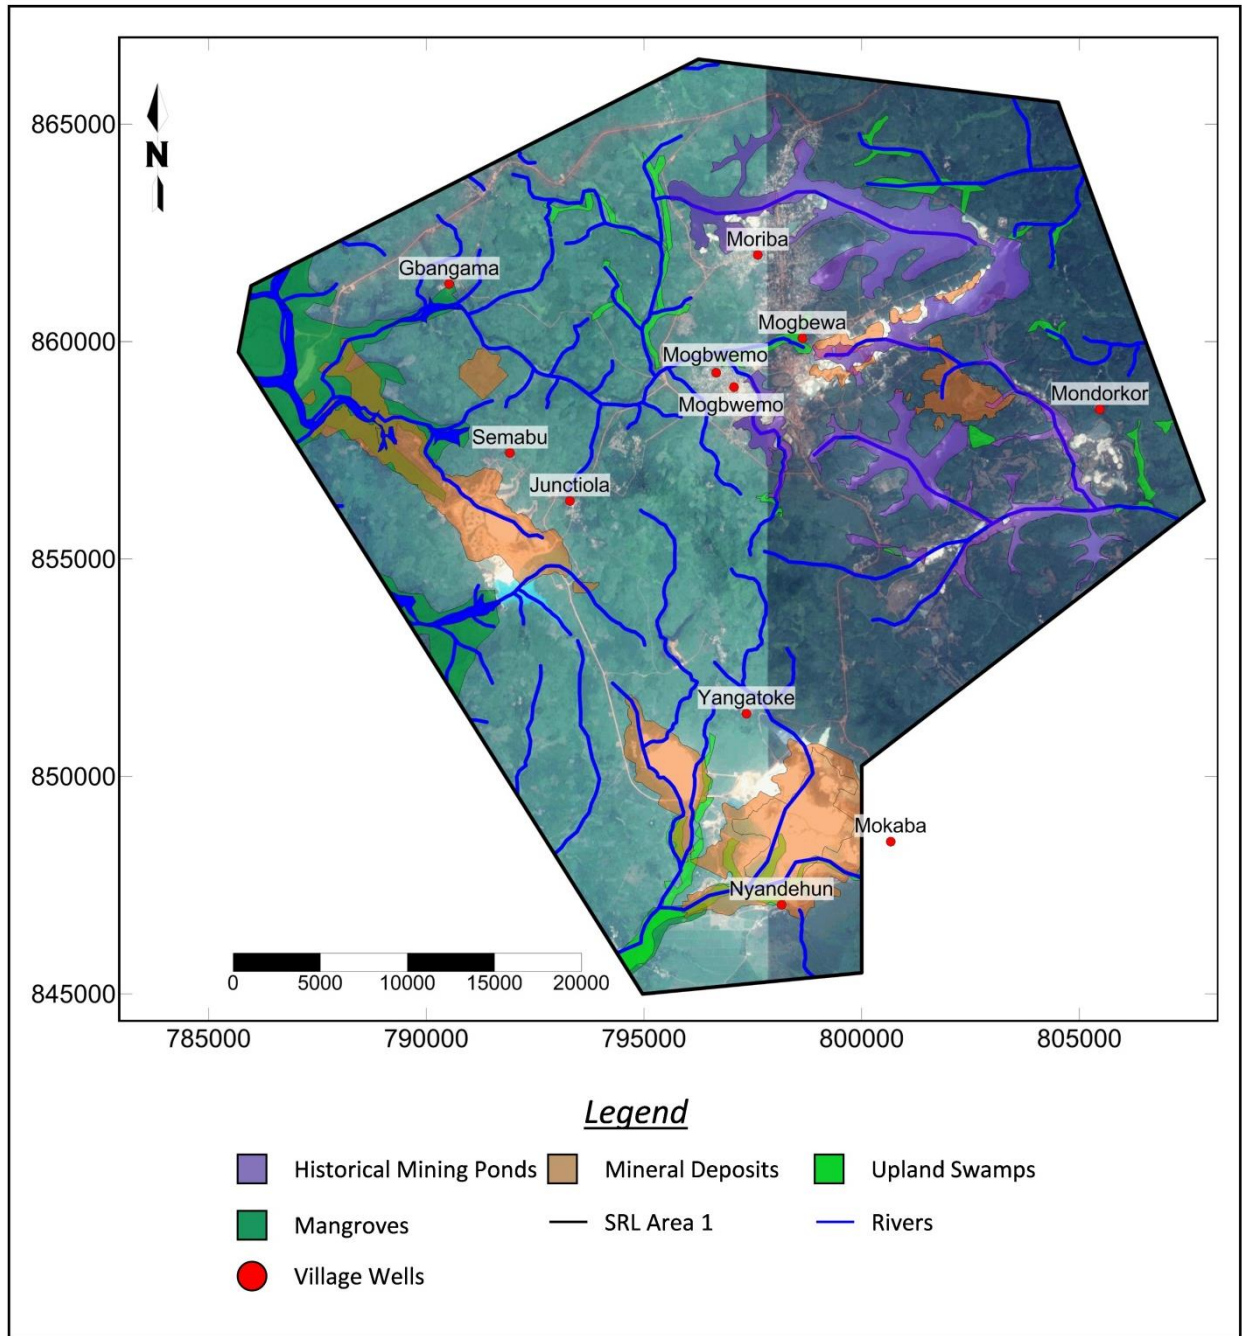 865000
N
Moriba
Gbangama
860000
Mogbewa
Mogbwemo
Mogbwemo
Mondorkor
Semabu
Junctiola
855000
Yangatoke
850000
Mokaba
Nyandehun
0 5000 10000 15000 20000
845000
785000 790000 795000 800000 805000
Legend
Historical Mining Ponds Mineral Deposits Upland Swamps
Mangroves SRL Area 1 Rivers
Village Wells